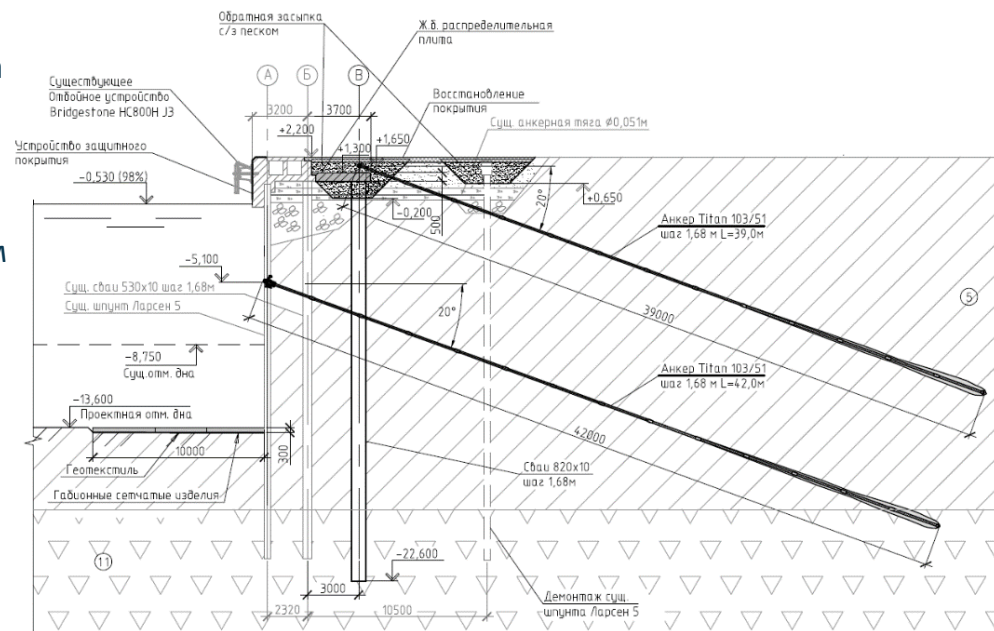 Обратная засыпка
с/з песком
Ж.б. распределительная
плита
А
Б
В
Существующее
Отбойное устройство
Bridgestone HC800H J3
3200
3700
Восстановление
покрытия
Сущ. анкерная тяга Ø0,051м
+2,200
+1,300
+1,650
Устройство защитного
покрытия
-0,530 (98%)
+0,650
-0,200
500
20°
Анкер Titan 103/51
шаг 1,68 м L=39,0м
м
-5,100
Сущ. сваи 530х10 шаг 1,68м
Сущ. шпунт Ларсен 5
20°
39000
5
-8,750
Сущ.отм. дна
Анкер Titan 103/51
шаг 1,68 м L=42,0м
-13,600
Проектная отм. дна
42000
10000
300
Геотекстиль
Габионные сетчатые изделия
Сваи 820х10
шаг 1,68м
11
-22,600
3000
2320
10500
Демонтаж сущ.
шпунта Ларсен 5